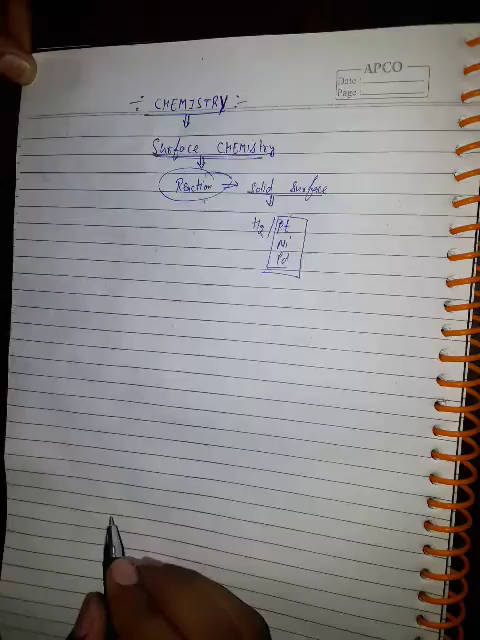 APCO
Date :
Page :
÷ CHEMISTRY ÷
⇓
Surface CHEMIStry
⇓
Reaction → Solid Surface
⇓
H2/Pt
Ni
Pd